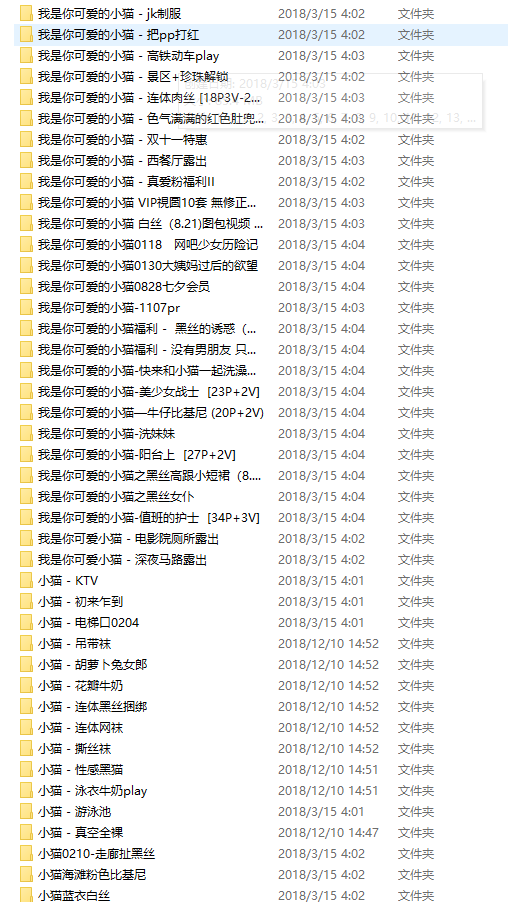 我是你可爱的小猫 - jk制服 2018/3/15 4:02 文件夹
我是你可爱的小猫 - 把pp打红 2018/3/15 4:02 文件夹
我是你可爱的小猫 - 高铁动车play 2018/3/15 4:03 文件夹
我是你可爱的小猫 - 景区+珍珠解锁 2018/3/15 4:02 文件夹
我是你可爱的小猫 - 连体肉丝 [18P3V-2... 2018/3/15 4:03 文件夹
我是你可爱的小猫 - 色气满满的红色肚兜... 2018/3/15 4:03 文件夹
我是你可爱的小猫 - 双十一特惠 2018/3/15 4:02 文件夹
我是你可爱的小猫 - 西餐厅露出 2018/3/15 4:03 文件夹
我是你可爱的小猫 - 真爱粉福利II 2018/3/15 4:02 文件夹
我是你可爱的小猫 VIP視圖10套 無修正... 2018/3/15 4:03 文件夹
我是你可爱的小猫 白丝（8.21)图包视频 ... 2018/3/15 4:03 文件夹
我是你可爱的小猫0118　网吧少女历险记 2018/3/15 4:04 文件夹
我是你可爱的小猫0130大姨妈过后的欲望 2018/3/15 4:04 文件夹
我是你可爱的小猫0828七夕会员 2018/3/15 4:04 文件夹
我是你可爱的小猫-1107pr 2018/3/15 4:03 文件夹
我是你可爱的小猫福利 - 黑丝的诱惑（... 2018/3/15 4:04 文件夹
我是你可爱的小猫福利 - 没有男朋友 只... 2018/3/15 4:04 文件夹
我是你可爱的小猫-快来和小猫一起洗澡... 2018/3/15 4:04 文件夹
我是你可爱的小猫-美少女战士 [23P+2V] 2018/3/15 4:04 文件夹
我是你可爱的小猫—牛仔比基尼 (20P+2V) 2018/3/15 4:04 文件夹
我是你可爱的小猫-洗妹妹 2018/3/15 4:04 文件夹
我是你可爱的小猫-阳台上 [27P+2V] 2018/3/15 4:04 文件夹
我是你可爱的小猫之黑丝高跟小短裙（8.... 2018/3/15 4:04 文件夹
我是你可爱的小猫之黑丝女仆 2018/3/15 4:04 文件夹
我是你可爱的小猫-值班的护士 [34P+3V] 2018/3/15 4:04 文件夹
我是你可爱小猫 - 电影院厕所露出 2018/3/15 4:02 文件夹
我是你可爱小猫 - 深夜马路露出 2018/3/15 4:02 文件夹
小猫 - KTV 2018/3/15 4:01 文件夹
小猫 - 初来乍到 2018/3/15 4:01 文件夹
小猫 - 电梯口0204 2018/3/15 4:01 文件夹
小猫 - 吊带袜 2018/12/10 14:52 文件夹
小猫 - 胡萝卜兔女郎 2018/12/10 14:52 文件夹
小猫 - 花瓣牛奶 2018/12/10 14:52 文件夹
小猫 - 连体黑丝捆绑 2018/12/10 14:52 文件夹
小猫 - 连体网袜 2018/12/10 14:52 文件夹
小猫 - 撕丝袜 2018/12/10 14:52 文件夹
小猫 - 性感黑猫 2018/12/10 14:51 文件夹
小猫 - 泳衣牛奶play 2018/12/10 14:51 文件夹
小猫 - 游泳池 2018/3/15 4:01 文件夹
小猫 - 真空全裸 2018/12/10 14:47 文件夹
小猫0210-走廊扯黑丝 2018/3/15 4:02 文件夹
小猫海滩粉色比基尼 2018/3/15 4:02 文件夹
小猫蓝衣白丝 2018/3/15 4:02 文件夹